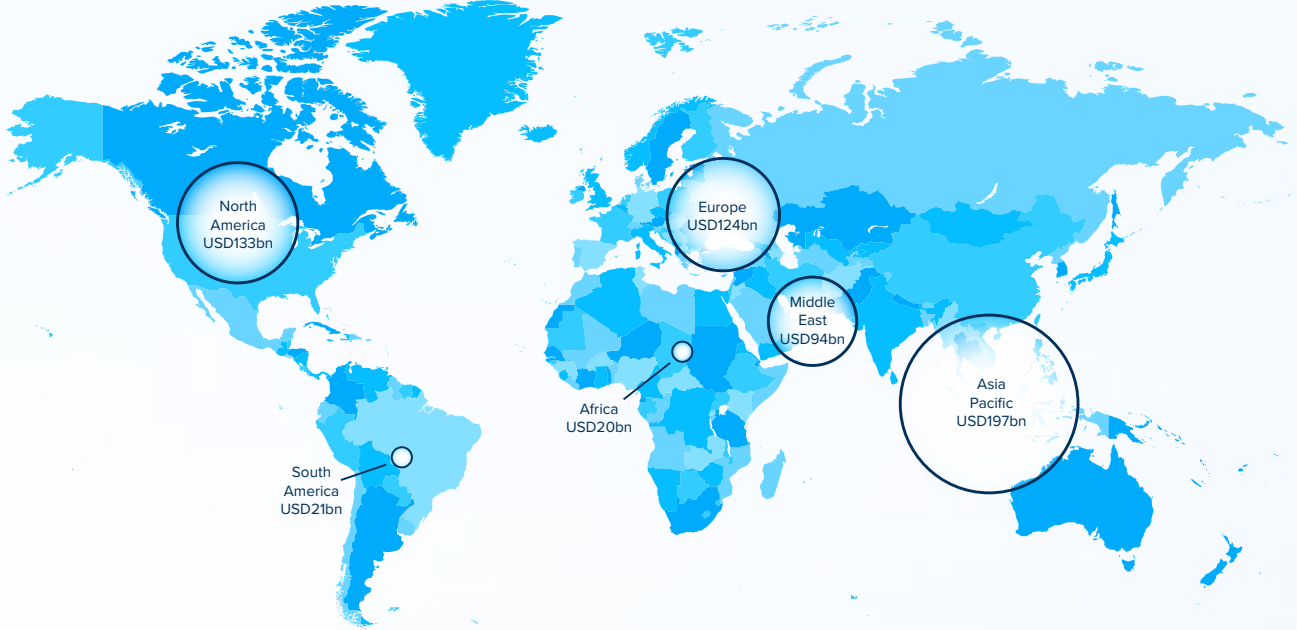 North
America
USD133bn
Europe
USD124bn
Middle
East
USD94bn
Asia
Pacific
USD197bn
Africa
USD20bn
South
America
USD21bn